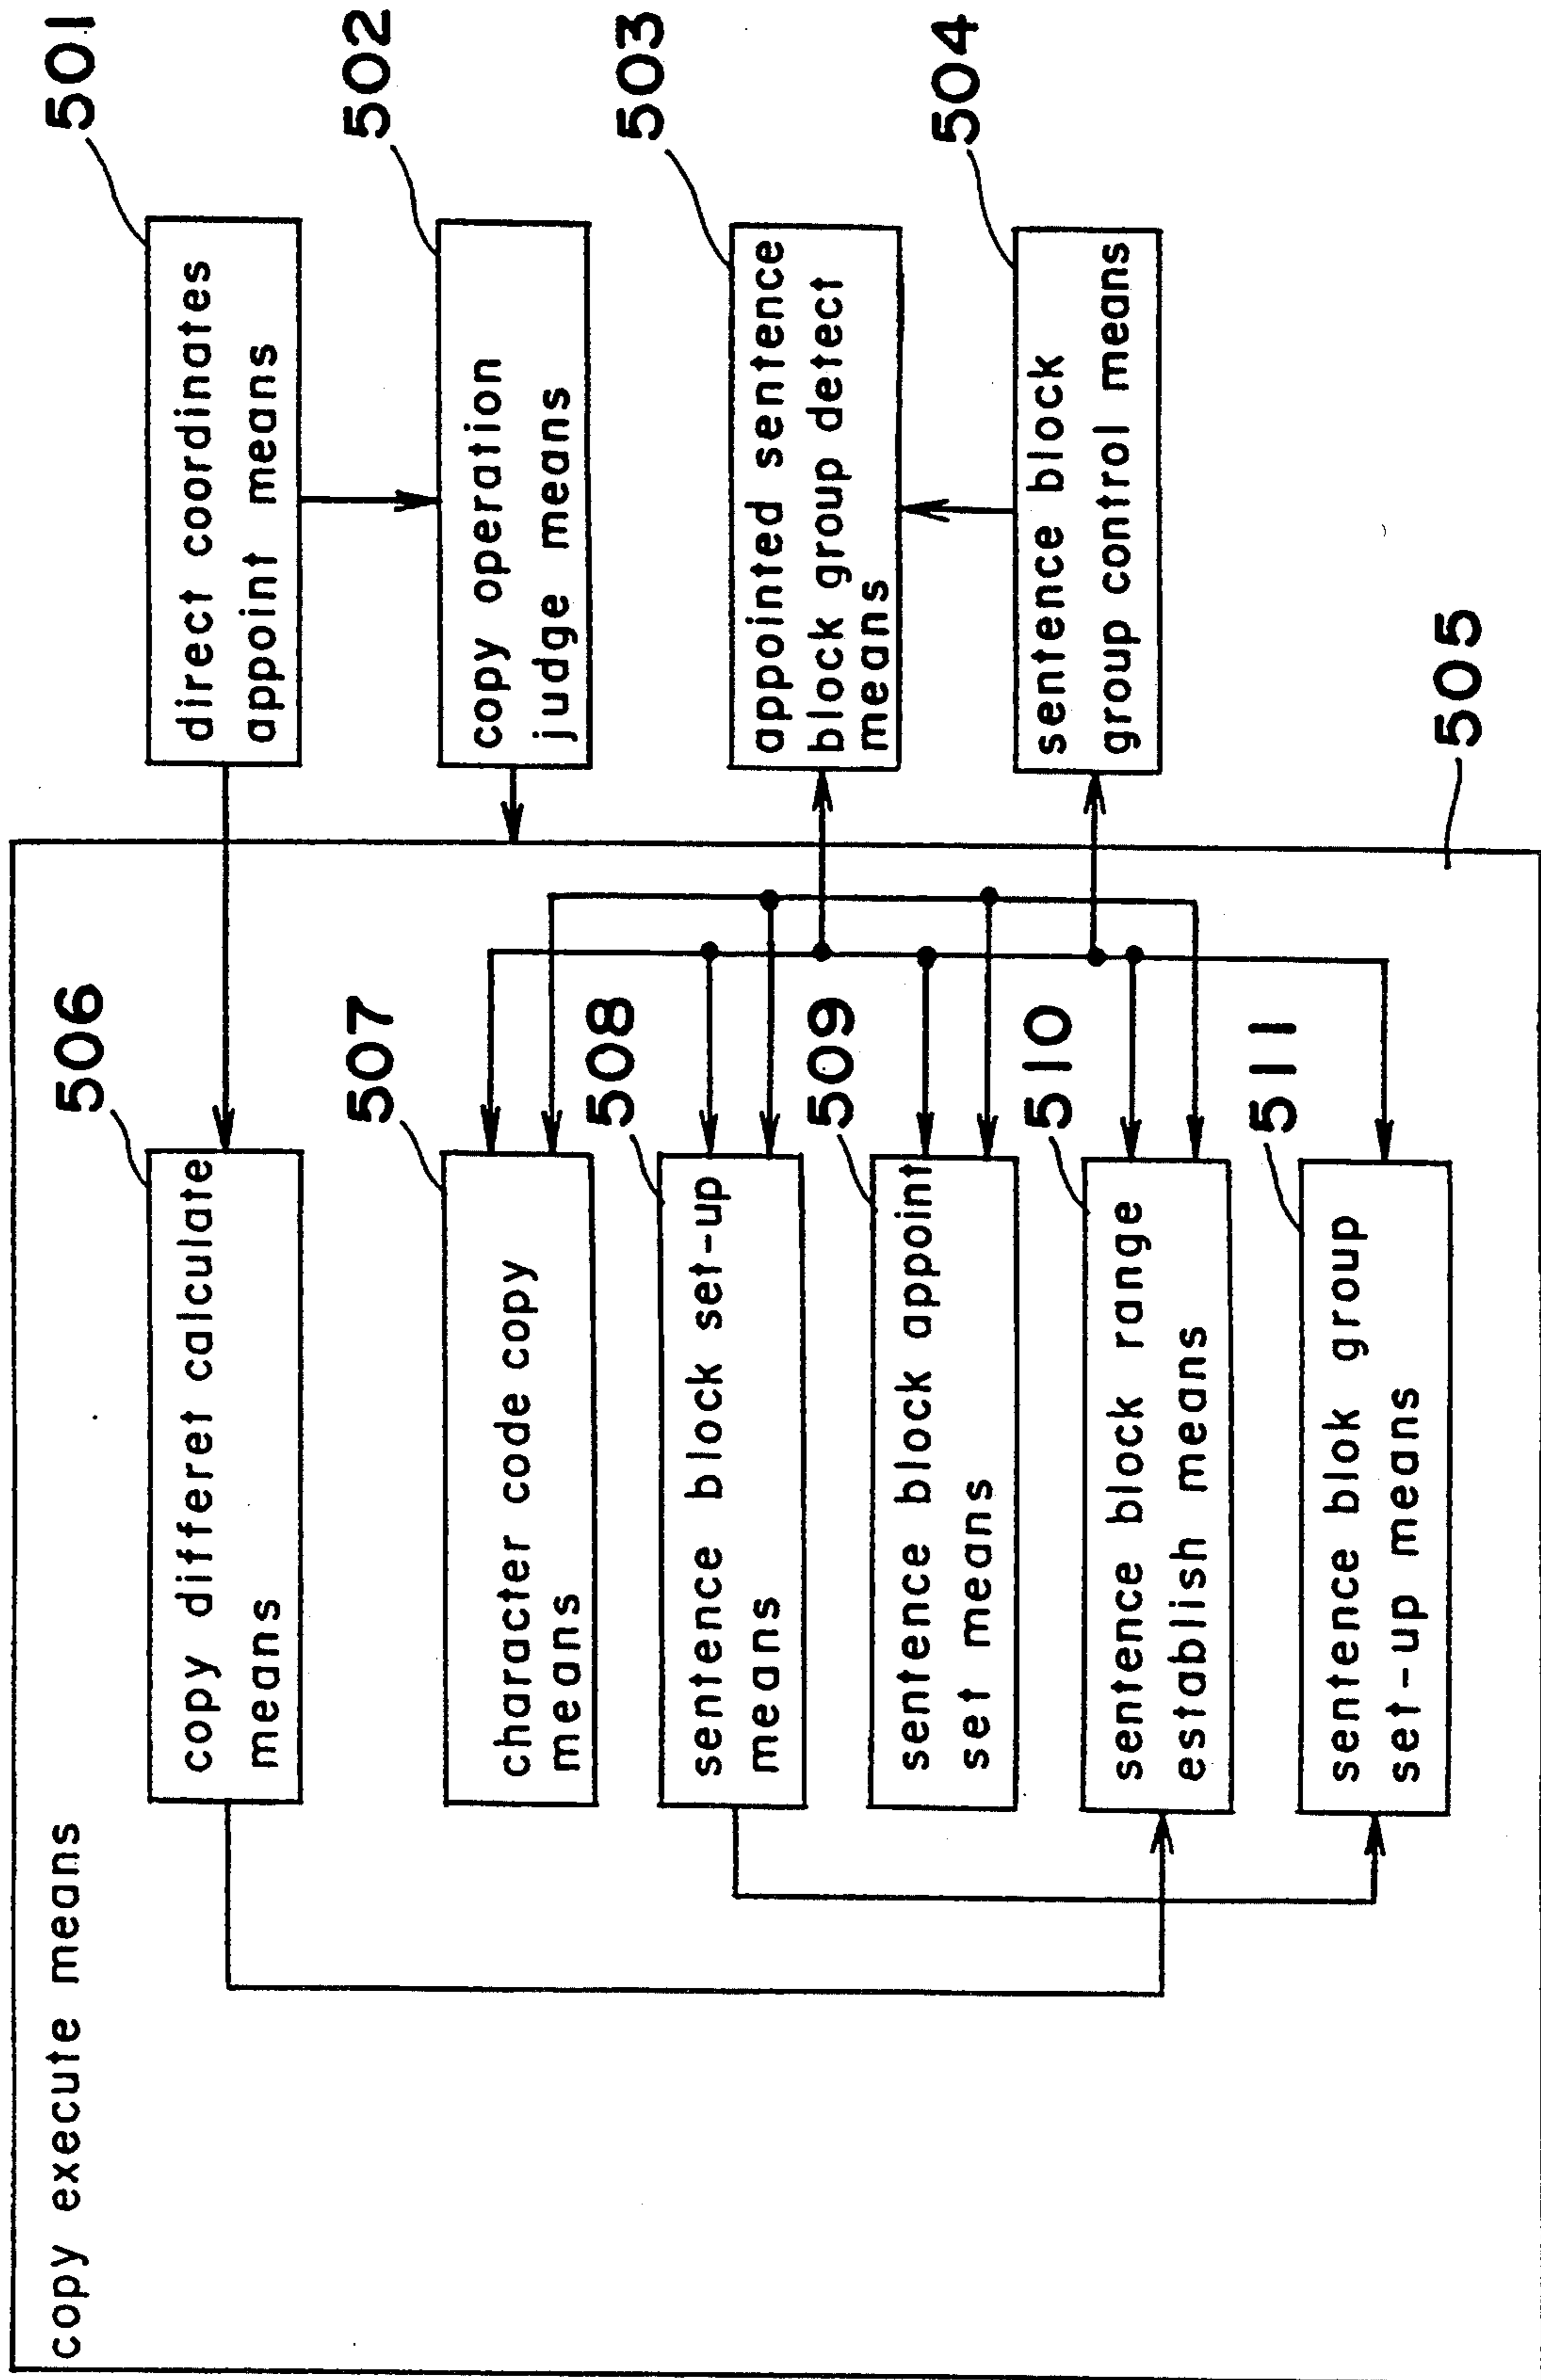 copy execute means
506
copy differet calculate
means
507
character code copy
means
508
sentence block set-up
means
509
sentence block appoint
set means
510
sentence block range
establish means
511
sentence blok group
set-up means
505
501
direct coordinates
appoint means
502
copy operation
judge means
503
appointed sentence
block group detect
means
504
sentence block
group control means